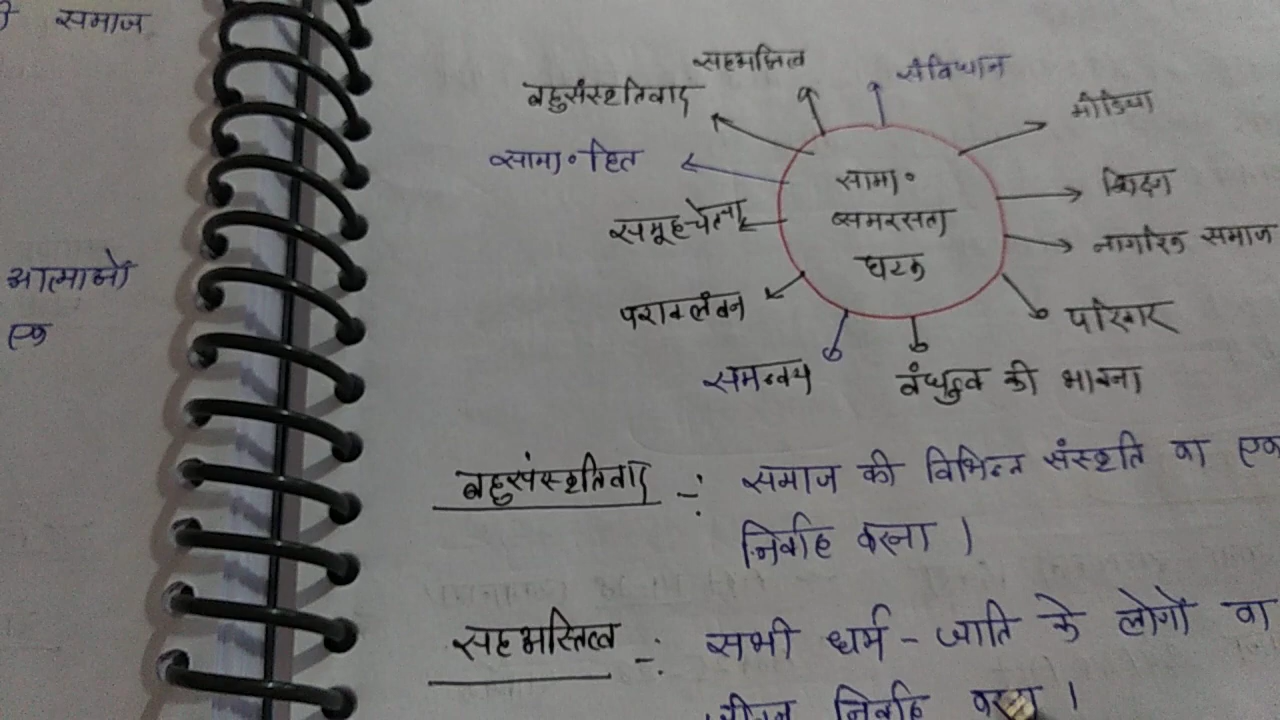 समाज
आत्माओं
एक
सहअस्तित्व
संविधान
बहुसंस्कृतिवाद
मीडिया
सामा॰ हित
शिक्षा
समूह चेतना
नागरिक समाज
सामा॰
समरसता
घटक
परावलंबन
परिवार
समन्वय
बंधुत्व की भावना
बहुसंस्कृतिवाद -: समाज की विभिन्न संस्कृति का एक
निर्वाह करना ।
सहअस्तित्व -: सभी धर्म - जाति के लोगों का
निर्वाह करना ।